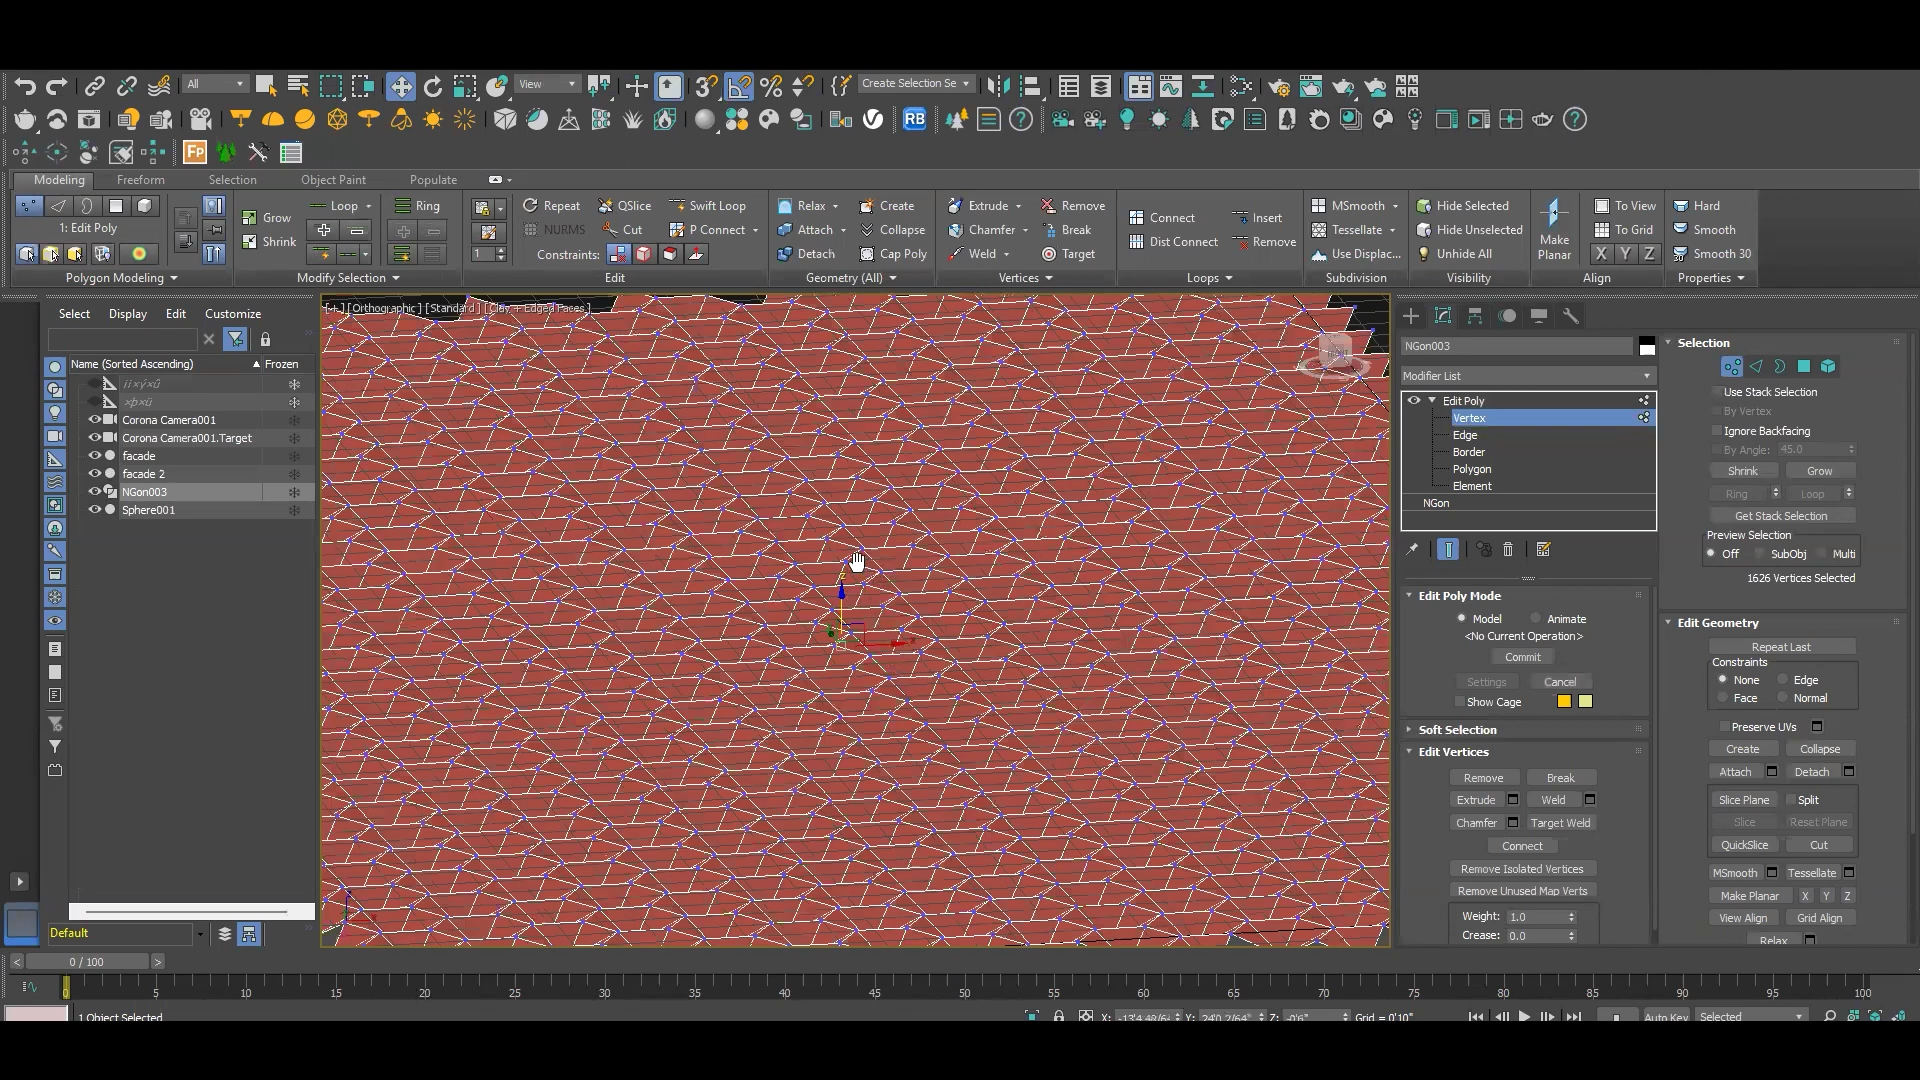 All
View
Create Selection Se
RB
Fp
Modeling
Freeform
Selection
Object Paint
Populate
1: Edit Poly
Polygon Modeling
Grow
Shrink
Loop
Ring
Modify Selection
1
Repeat
QSlice
Swift Loop
NURMS
Cut
P Connect
Constraints:
Edit
Relax
Create
Attach
Collapse
Detach
Cap Poly
Geometry (All)
Extrude
Remove
Chamfer
Break
Weld
Target
Vertices
Connect
Insert
Dist Connect
Remove
Loops
MSmooth
Tessellate
Use Displac...
Subdivision
Hide Selected
Hide Unselected
Unhide All
Visibility
Make
Planar
To View
To Grid
X Y Z
Align
Hard
Smooth
Smooth 30
Properties
Select
Display
Edit
Customize
Name (Sorted Ascending)
Frozen
Corona Camera001
Corona Camera001.Target
facade
facade 2
NGon003
Sphere001
Default
[+] [Orthographic] [Standard] [Clay + Edged Faces]
NGon003
Modifier List
Edit Poly
Vertex
Edge
Border
Polygon
Element
NGon
Edit Poly Mode
Model
Animate
<No Current Operation>
Commit
Settings
Cancel
Show Cage
Soft Selection
Edit Vertices
Remove
Break
Extrude
Weld
Chamfer
Target Weld
Connect
Remove Isolated Vertices
Remove Unused Map Verts
Weight: 1.0
Crease: 0.0
Selection
Use Stack Selection
By Vertex
Ignore Backfacing
By Angle: 45.0
Shrink
Grow
Ring
Loop
Get Stack Selection
Preview Selection
Off
SubObj
Multi
1626 Vertices Selected
Edit Geometry
Repeat Last
Constraints
None
Edge
Face
Normal
Preserve UVs
Create
Collapse
Attach
Detach
Slice Plane
Split
Slice
Reset Plane
QuickSlice
Cut
MSmooth
Tessellate
Make Planar
X
Y
Z
View Align
Grid Align
Relax
< 0 / 100 >
0 5 10 15 20 25 30 35 40 45 50 55 60 65 70 75 80 85 90 95 100
1 Object Selected
X:
Y:
Z: -0'6"
Grid = 0'10"
Auto Key
Selected